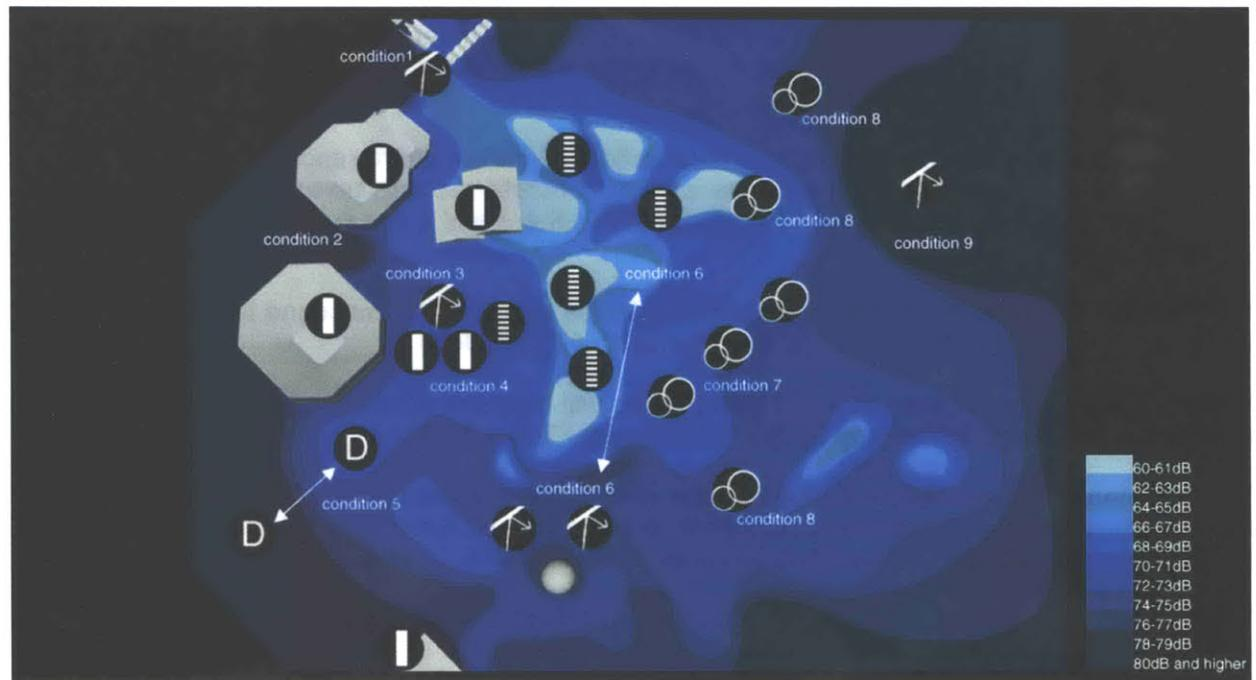 condition1
condition 8
condition 8
condition 2
condition 9
condition 3
condition 6
condition 4
condition 7
D
condition 5
condition 6
condition 8
D
60-61dB
62-63dB
64-65dB
66-67dB
68-69dB
70-71dB
72-73dB
74-75dB
76-77dB
78-79dB
80dB and higher